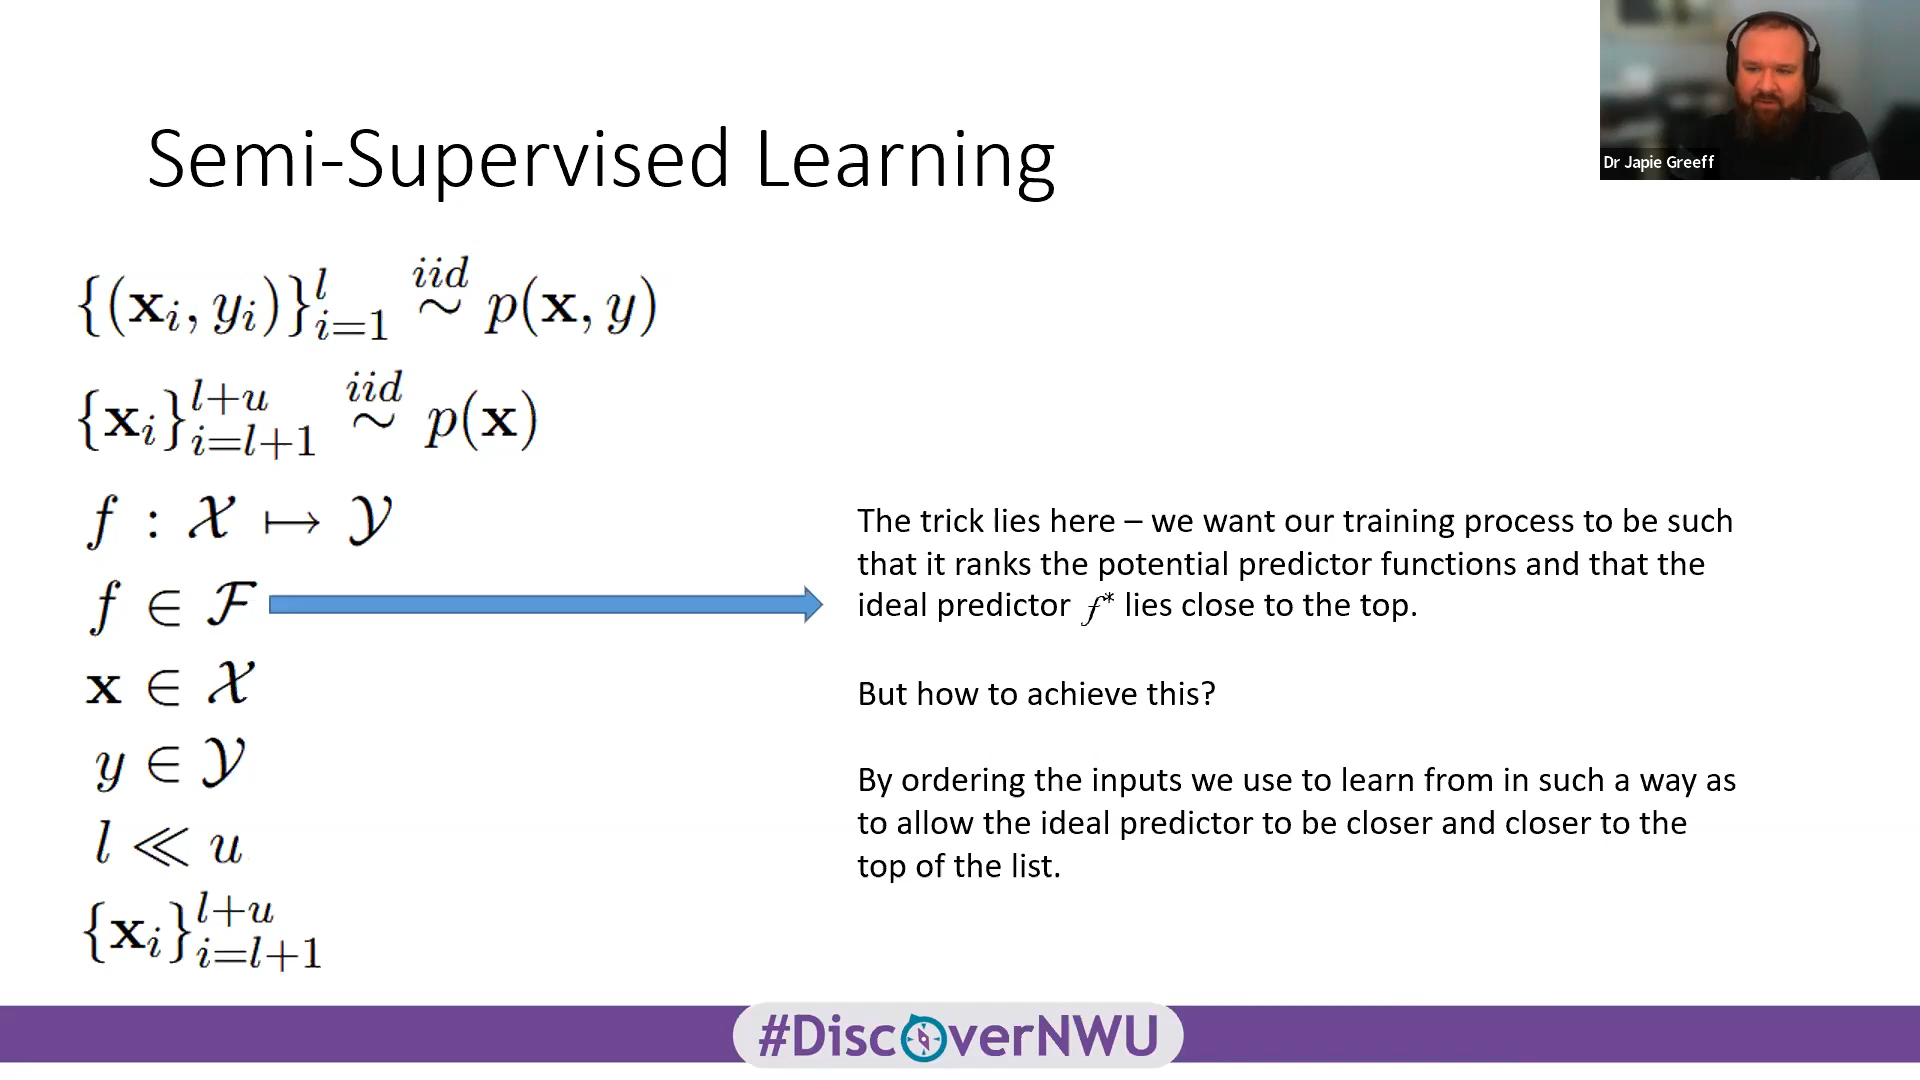 Dr Japie Greeff
Semi-Supervised Learning
{(𝐱ᵢ, yᵢ)}ˡᵢ₌₁ ∼ⁱⁱᵈ p(𝐱, y)
{𝐱ᵢ}ˡ⁺ᵘᵢ₌ₗ₊₁ ∼ⁱⁱᵈ p(𝐱)
f : 𝒳 ↦ 𝒴
f ∈ ℱ
𝐱 ∈ 𝒳
y ∈ 𝒴
l ≪ u
{𝐱ᵢ}ˡ⁺ᵘᵢ₌ₗ₊₁
The trick lies here – we want our training process to be such
that it ranks the potential predictor functions and that the
ideal predictor f* lies close to the top.
But how to achieve this?
By ordering the inputs we use to learn from in such a way as
to allow the ideal predictor to be closer and closer to the
top of the list.
#DiscOverNWU